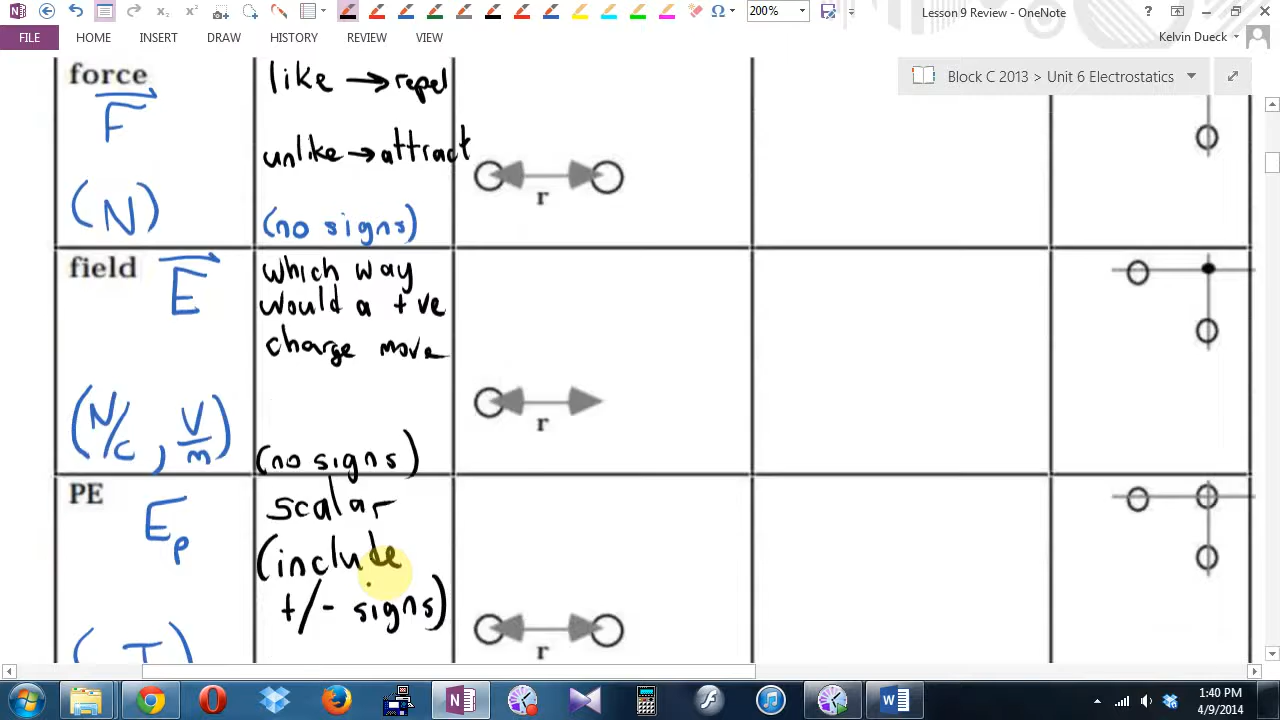 200%
Lesson 9 Review - OneNote
FILE
HOME
INSERT
DRAW
HISTORY
REVIEW
VIEW
Kelvin Dueck
Block C 2013 > Unit 6 Electrostatics
force
F
(N)
like → repel
unlike → attract
(no signs)
r
field
E
(N/C, V/m)
which way
would a +ve
charge move
(no signs)
r
PE
Ep
(J)
scalar
(include
+/- signs)
r
1:40 PM
4/9/2014